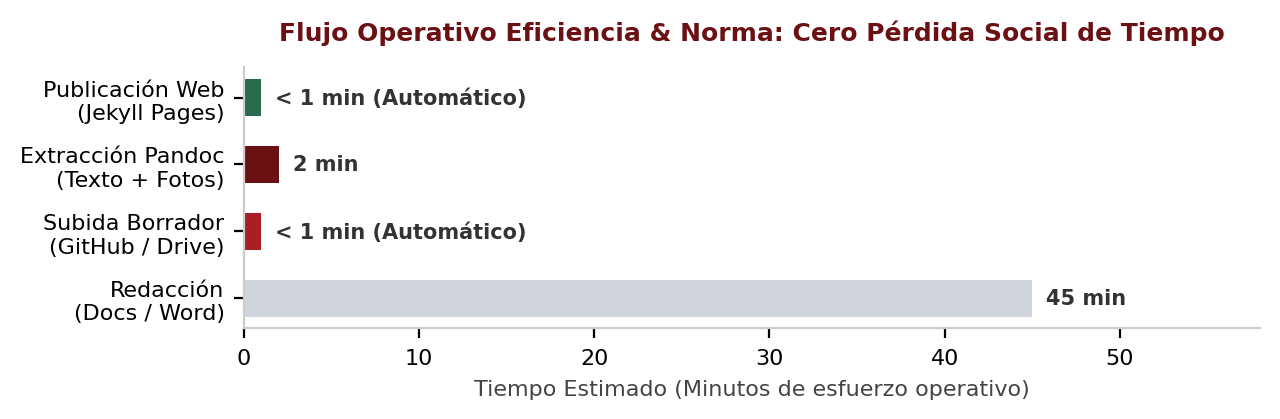 Flujo Operativo Eficiencia & Norma: Cero Pérdida Social de Tiempo
Publicación Web
(Jekyll Pages)
< 1 min (Automático)
Extracción Pandoc
(Texto + Fotos)
2 min
Subida Borrador
(GitHub / Drive)
< 1 min (Automático)
Redacción
(Docs / Word)
45 min
0 10 20 30 40 50
Tiempo Estimado (Minutos de esfuerzo operativo)